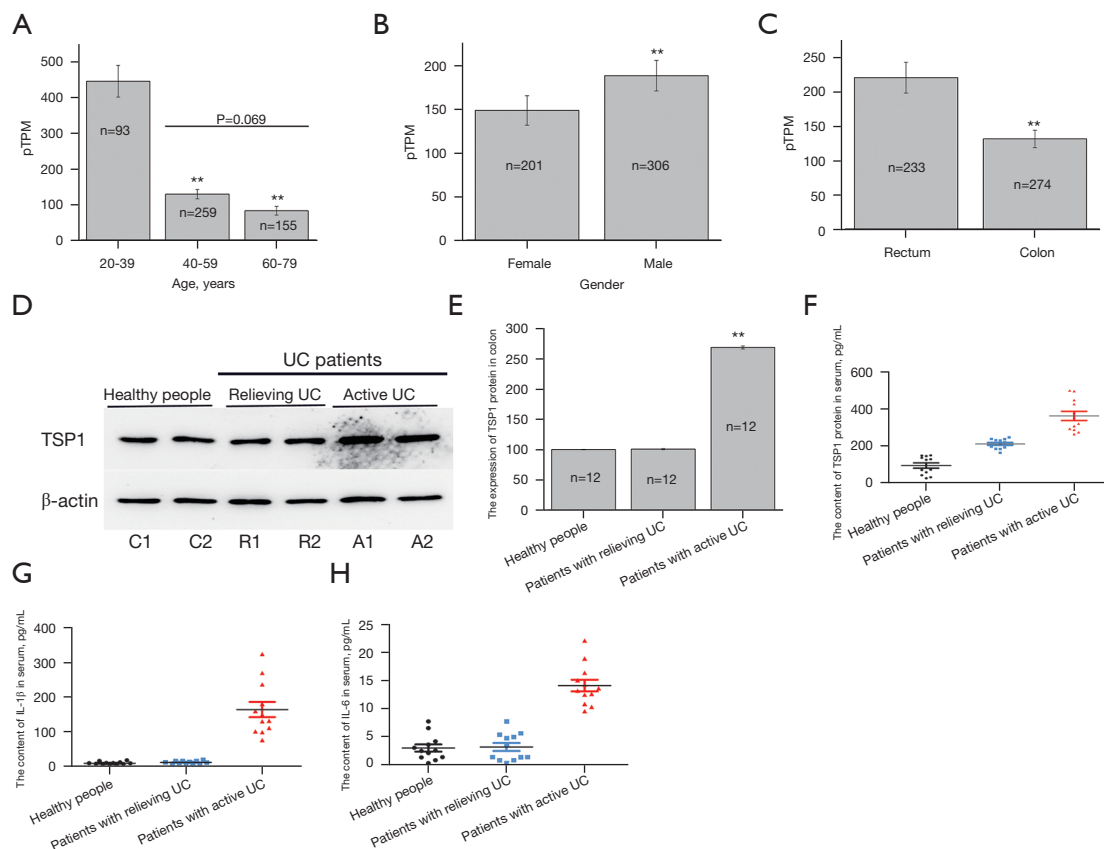 A
pTPM
600
500
400
300
200
100
0
n=93
**
n=259
**
n=155
P=0.069
20-39
40-59
60-79
Age, years
B
pTPM
200
150
100
50
0
n=201
**
n=306
Female
Male
Gender
C
pTPM
250
200
150
100
50
0
n=233
**
n=274
Rectum
Colon
D
UC patients
Healthy people
Relieving UC
Active UC
TSP1
β-actin
C1
C2
R1
R2
A1
A2
E
The expression of TSP1 protein in colon
300
250
200
150
100
50
0
n=12
n=12
**
n=12
Healthy people
Patients with relieving UC
Patients with active UC
F
The content of TSP1 protein in serum, pg/mL
600
400
200
0
Healthy people
Patients with relieving UC
Patients with active UC
G
The content of IL-1β in serum, pg/mL
400
300
200
100
0
Healthy people
Patients with relieving UC
Patients with active UC
H
The content of IL-6 in serum, pg/mL
25
20
15
10
5
0
Healthy people
Patients with relieving UC
Patients with active UC